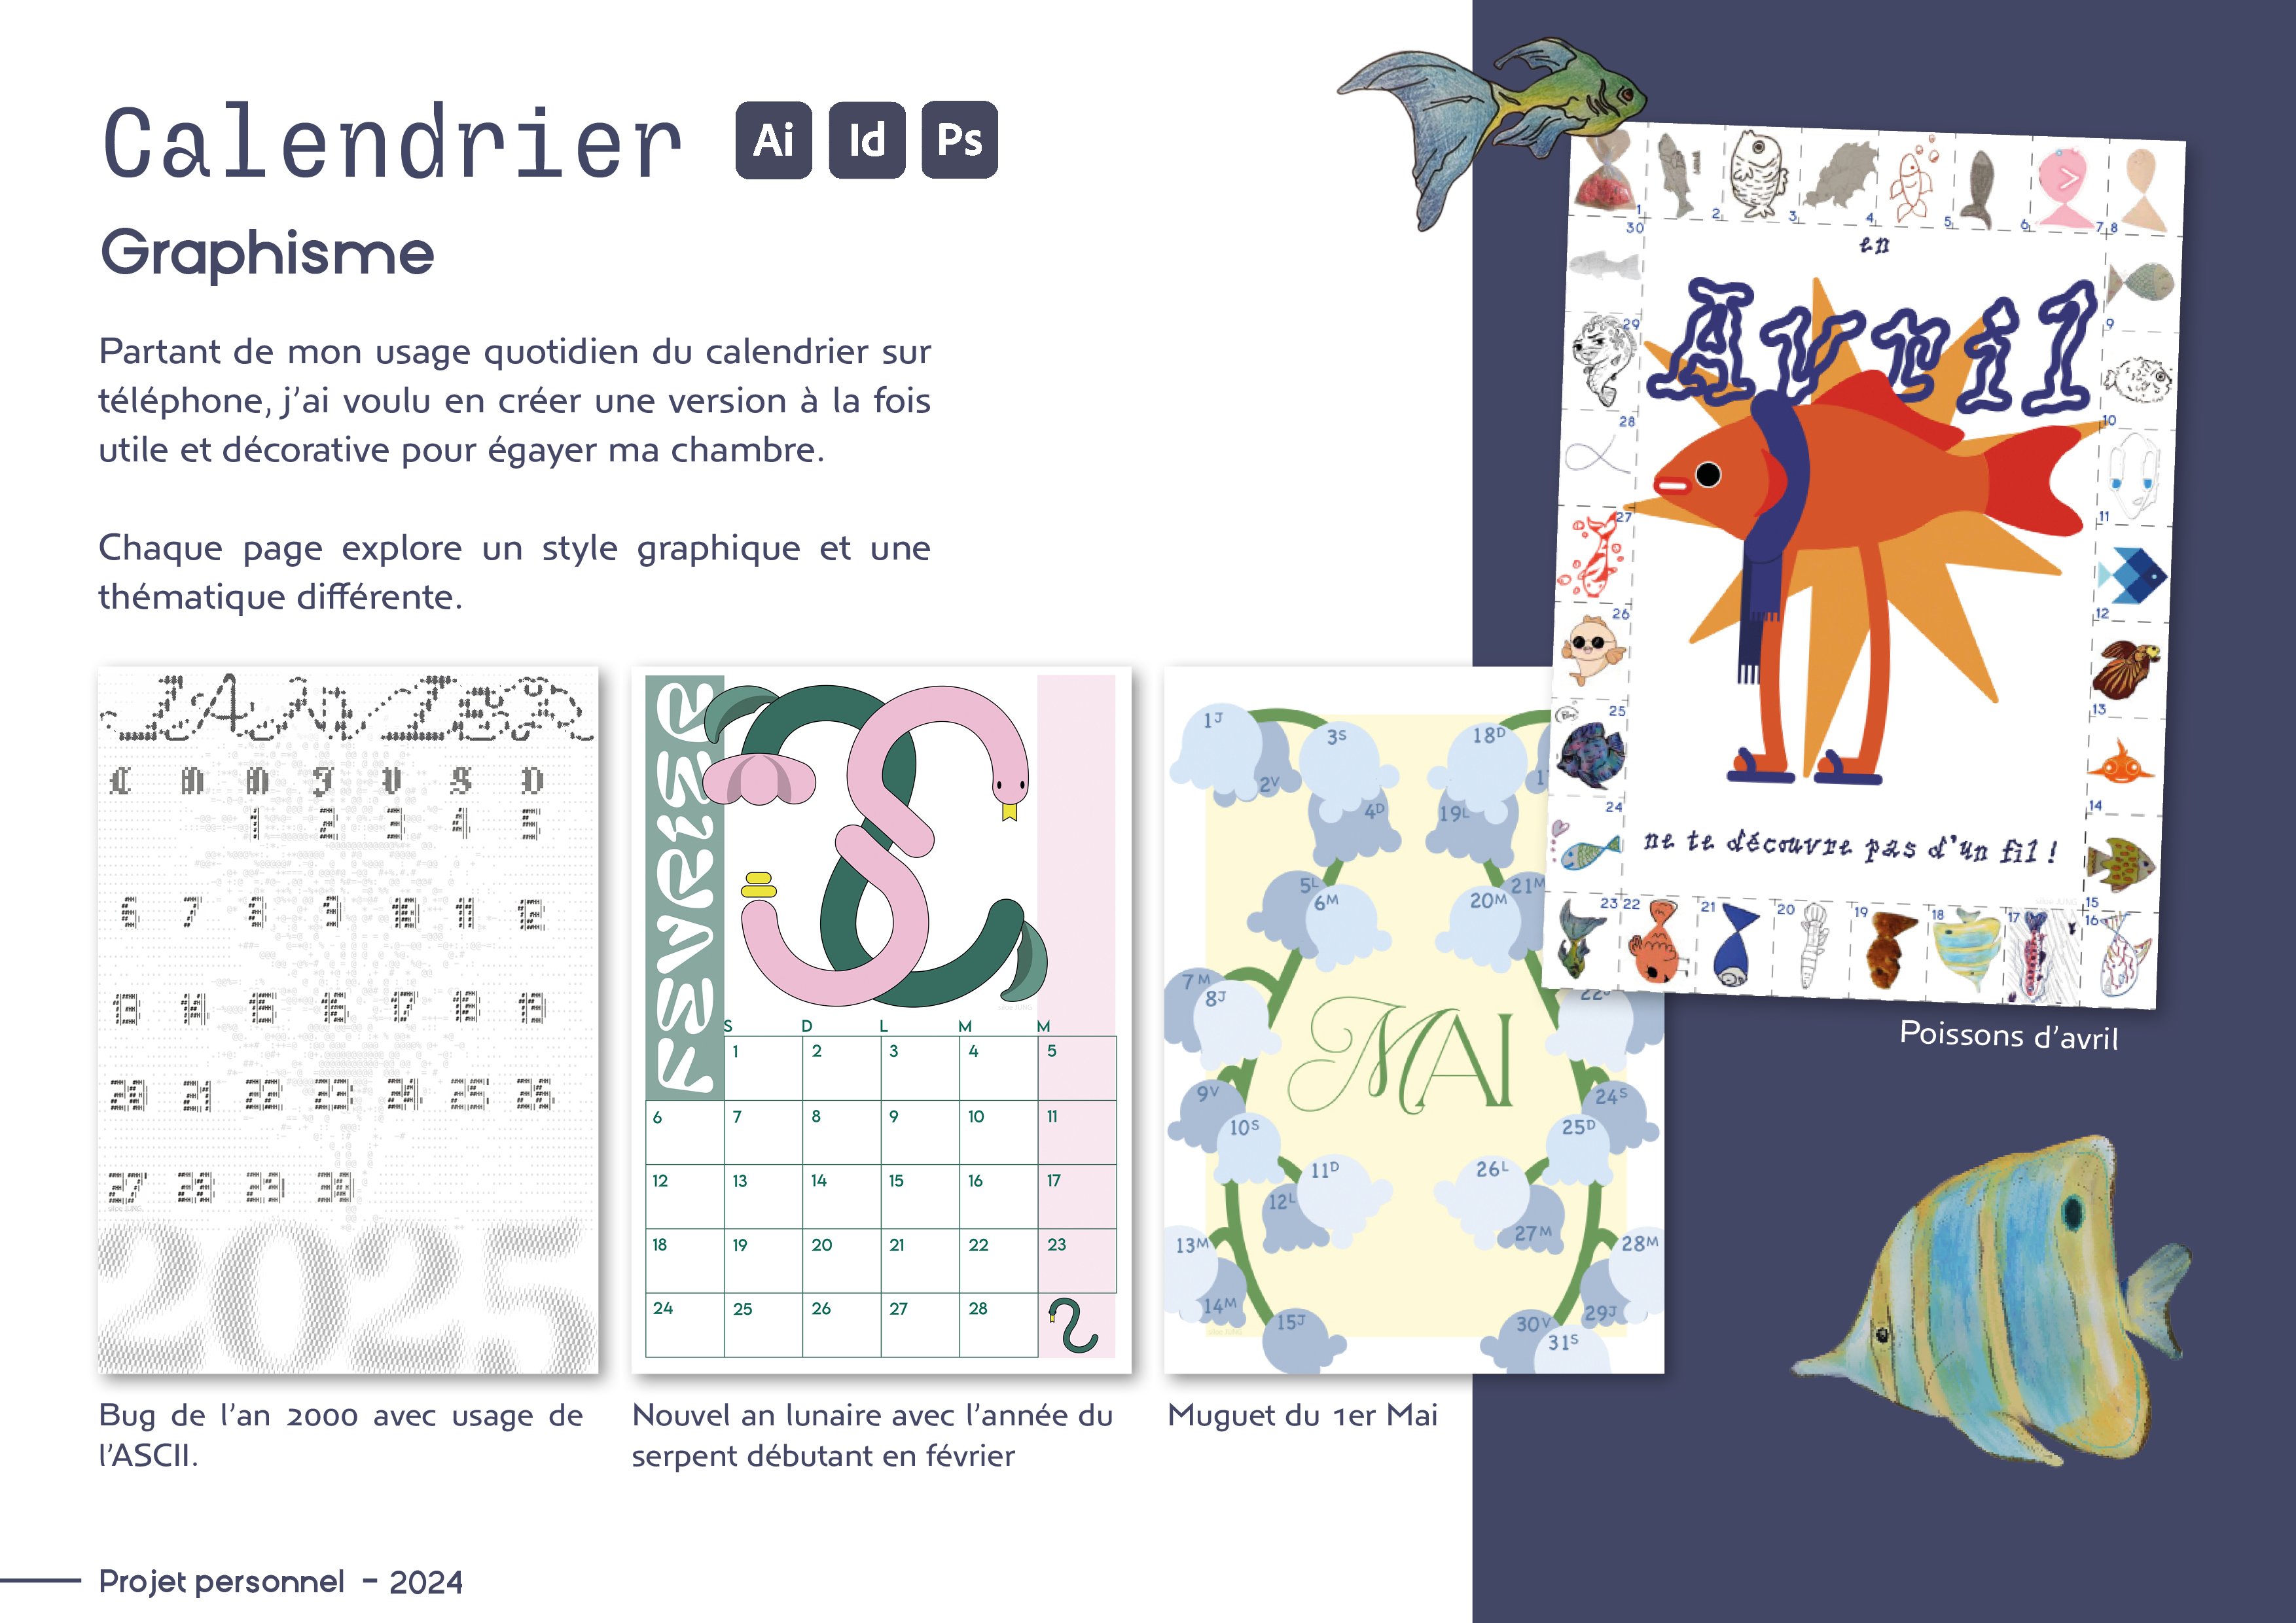 Calendrier
Ai Id Ps
Graphisme
Partant de mon usage quotidien du calendrier sur
téléphone, j'ai voulu en créer une version à la fois
utile et décorative pour égayer ma chambre.
Chaque page explore un style graphique et une
thématique différente.
JANVIER
L M M J V S D
1 2 3 4 5
6 7 8 9 10 11 12
13 14 15 16 17 18 19
20 21 22 23 24 25 26
27 28 29 30
2025
Bug de l'an 2000 avec usage de
l'ASCII.
FEVRIER
S D L M M
1 2 3 4 5
6 7 8 9 10 11
12 13 14 15 16 17
18 19 20 21 22 23
24 25 26 27 28
Nouvel an lunaire avec l'année du
serpent débutant en février
1J
2V
3S
4D
5L
6M
7M
8J
9V
10S
11D
12L
13M
14M
15J
MAI
1
18D
19L
20M
21M
22J
24S
25D
26L
27M
28M
29J
30V
31S
Muguet du 1er Mai
1 2 3 4 5 6 7 8
en
Avril
ne te découvre pas d'un fil !
9
10
11
12
13
14
15
16
17
18
19
20
21
22
23
24
25
26
27
28
29
30
Poissons d'avril
Projet personnel - 2024